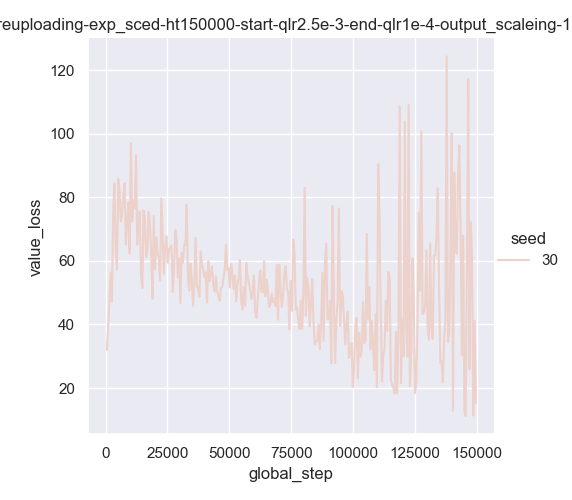 reuploading-exp_sced-ht150000-start-qlr2.5e-3-end-qlr1e-4-output_scaleing-1
120
100
80
60
40
20
value_loss
0 25000 50000 75000 100000 125000 150000
global_step
seed
30